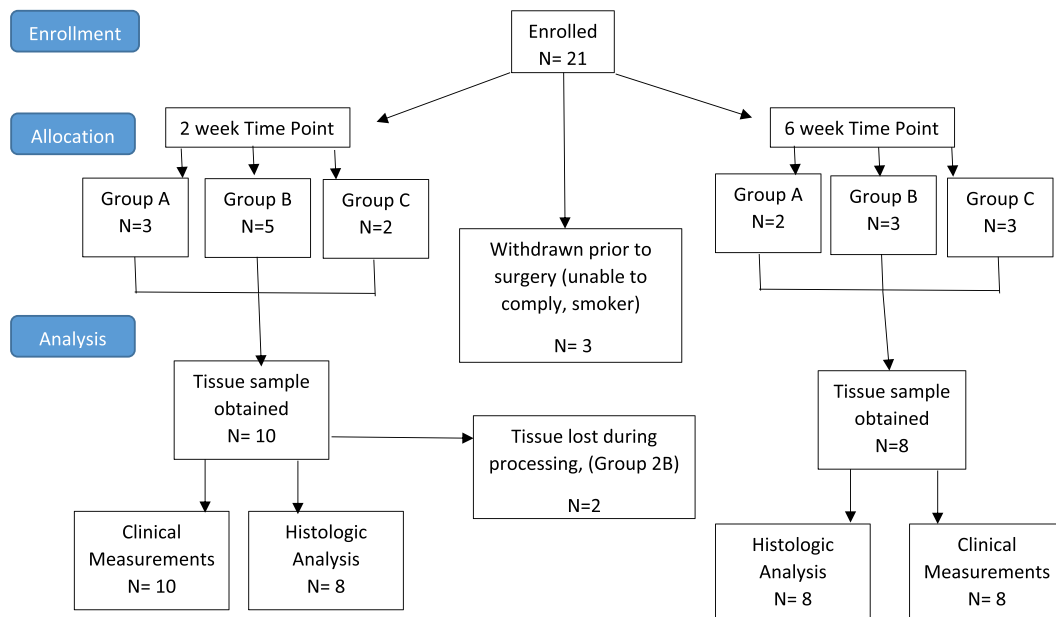 Enrollment
Enrolled
N= 21
Allocation
2 week Time Point
6 week Time Point
Group A
N=3
Group B
N=5
Group C
N=2
Group A
N=2
Group B
N=3
Group C
N=3
Withdrawn prior to
surgery (unable to
comply, smoker)
N= 3
Analysis
Tissue sample
obtained
N= 10
Tissue lost during
processing, (Group 2B)
N=2
Tissue sample
obtained
N=8
Clinical
Measurements
N= 10
Histologic
Analysis
N= 8
Histologic
Analysis
N= 8
Clinical
Measurements
N= 8